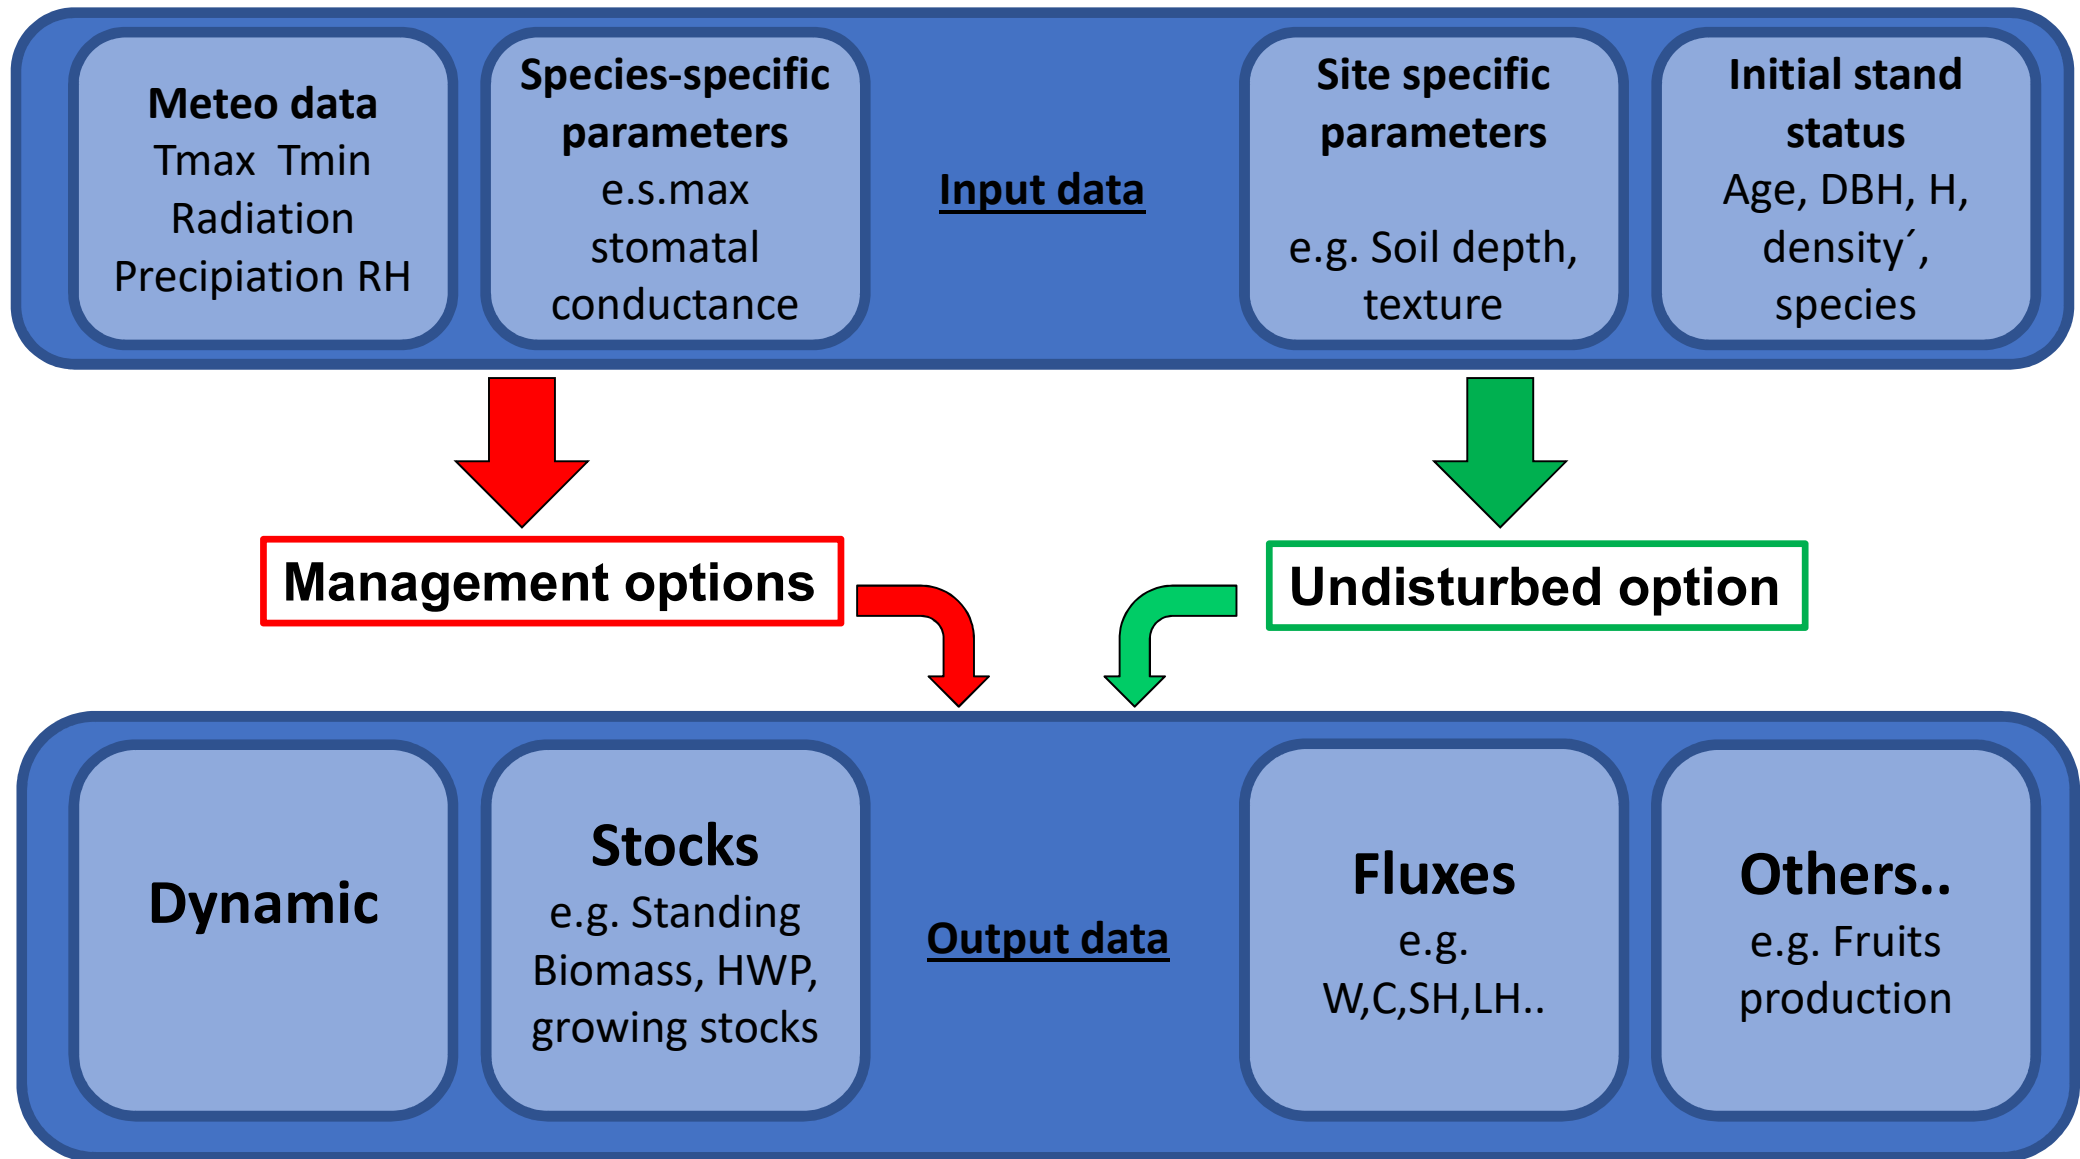 Meteo data
Tmax  Tmin
Radiation
Precipiation RH
Species-specific
parameters
e.s.max
stomatal
conductance
Input data
Site specific
parameters
e.g. Soil depth,
texture
Initial stand
status
Age, DBH, H,
density´,
species
Management options
Undisturbed option
Dynamic
Stocks
e.g. Standing
Biomass, HWP,
growing stocks
Output data
Fluxes
e.g.
W,C,SH,LH..
Others..
e.g. Fruits
production